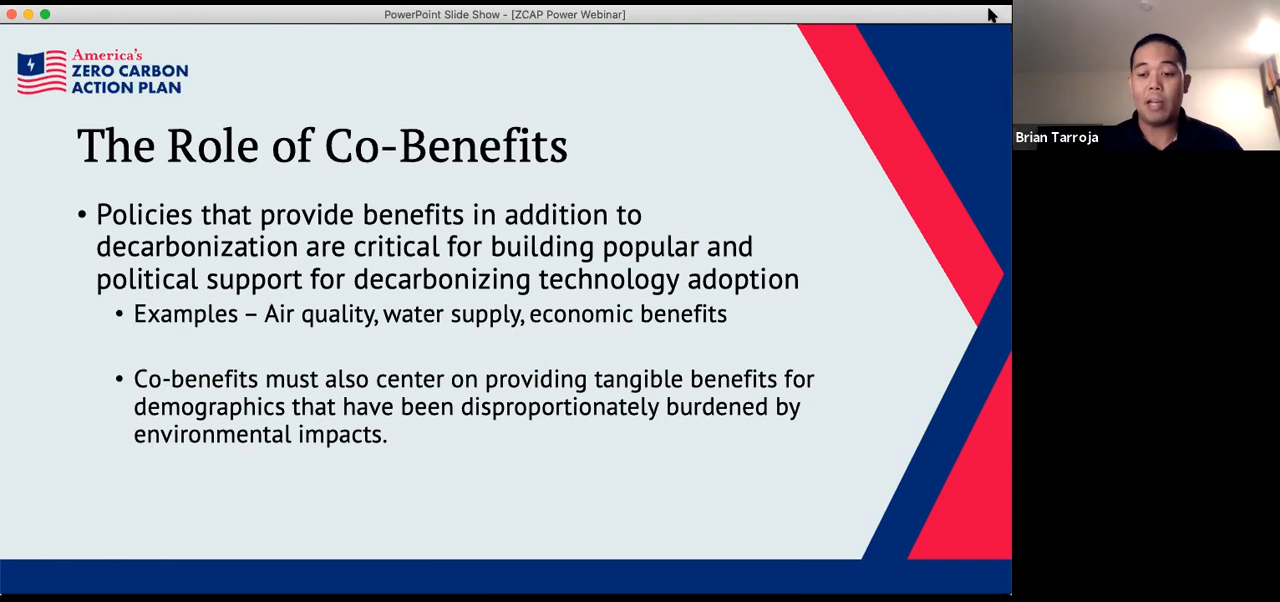 PowerPoint Slide Show - [ZCAP Power Webinar]
America's
ZERO CARBON
ACTION PLAN
The Role of Co-Benefits
• Policies that provide benefits in addition to
decarbonization are critical for building popular and
political support for decarbonizing technology adoption
• Examples – Air quality, water supply, economic benefits
• Co-benefits must also center on providing tangible benefits for
demographics that have been disproportionately burdened by
environmental impacts.
Brian Tarroja